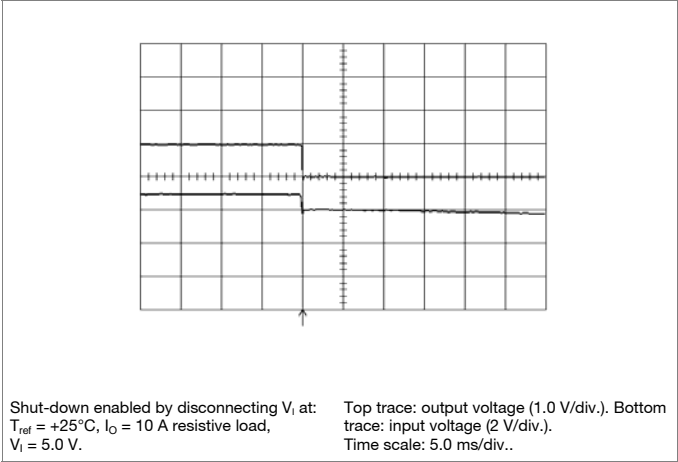 Shut-down enabled by disconnecting VI at:
Tref = +25°C, IO = 10 A resistive load,
VI = 5.0 V.
Top trace: output voltage (1.0 V/div.). Bottom
trace: input voltage (2 V/div.).
Time scale: 5.0 ms/div..